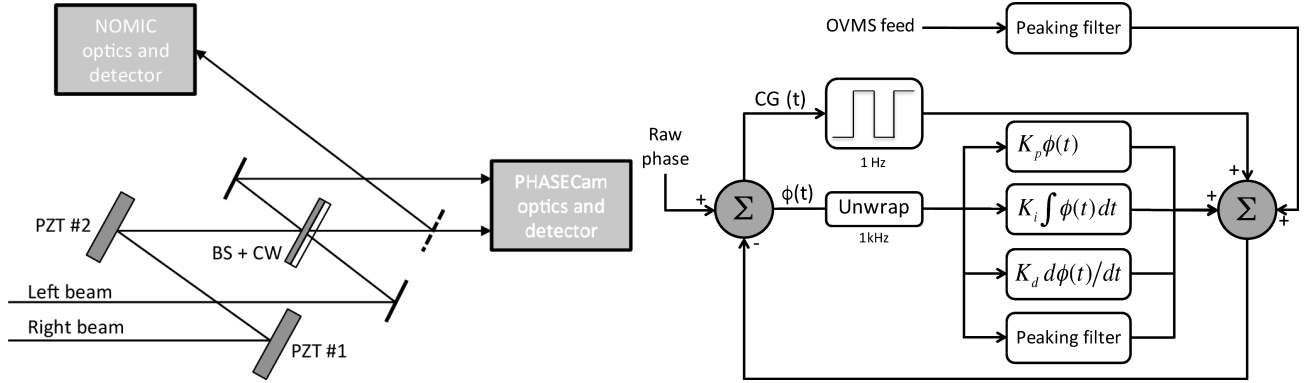 NOMIC
optics and
detector
PHASECam
optics and
detector
PZT #2
BS + CW
Left beam
Right beam
PZT #1
OVMS feed
Peaking filter
CG (t)
1 Hz
Raw
phase
+
Σ
-
ϕ(t)
Unwrap
1kHz
K_p ϕ(t)
K_i ∫ ϕ(t) dt
K_d dϕ(t)/dt
Peaking filter
+
+
Σ
+